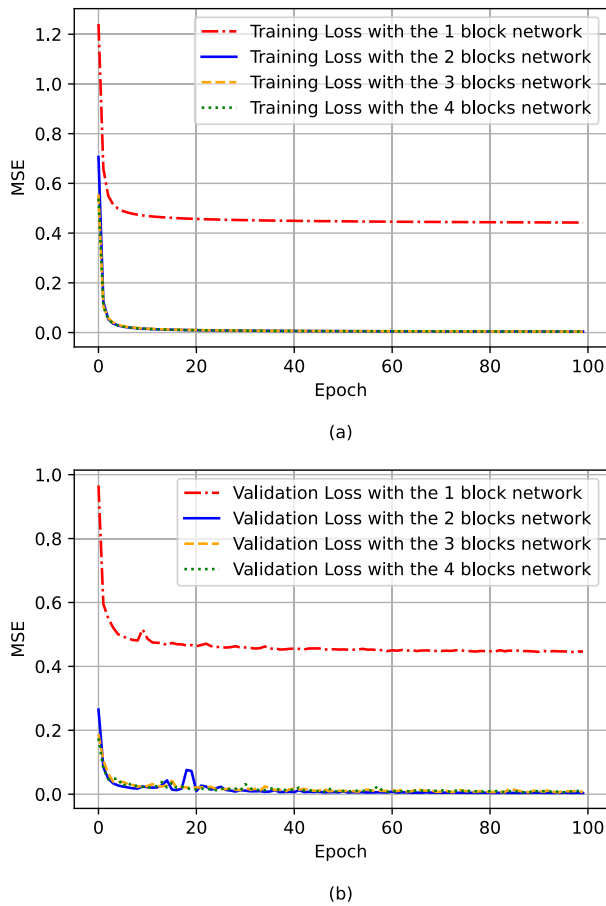 1.2
1.0
0.8
0.6
0.4
0.2
0.0
MSE
Training Loss with the 1 block network
Training Loss with the 2 blocks network
Training Loss with the 3 blocks network
Training Loss with the 4 blocks network
0 20 40 60 80 100
Epoch
(a)
1.0
0.8
0.6
0.4
0.2
0.0
MSE
Validation Loss with the 1 block network
Validation Loss with the 2 blocks network
Validation Loss with the 3 blocks network
Validation Loss with the 4 blocks network
0 20 40 60 80 100
Epoch
(b)